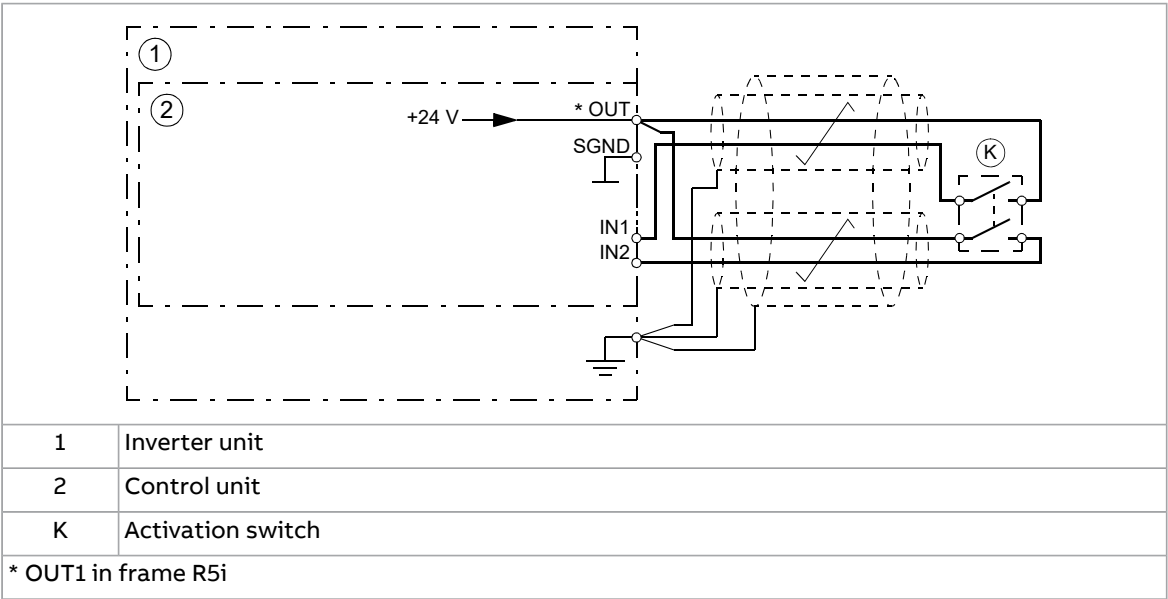 1
2
+24 V
* OUT
SGND
K
IN1
IN2
1 Inverter unit
2 Control unit
K Activation switch
* OUT1 in frame R5i